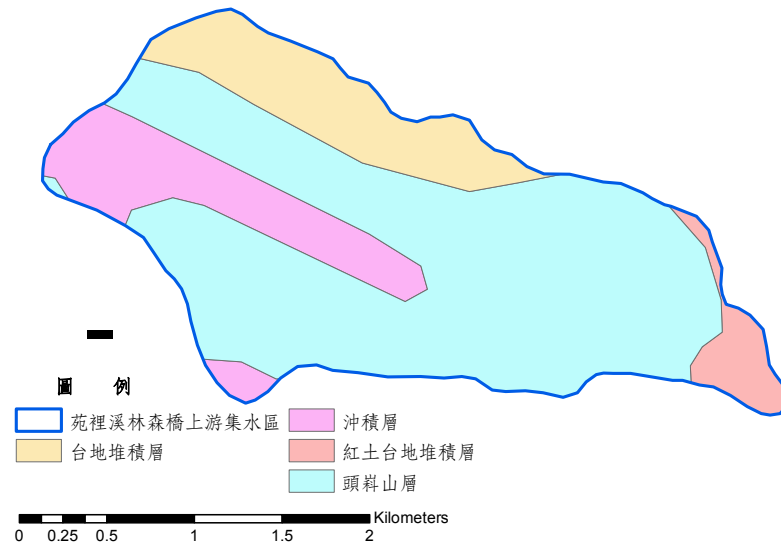 圖 例
苑裡溪林森橋上游集水區
沖積層
台地堆積層
紅土台地堆積層
頭嵙山層
Kilometers
0 0.25 0.5 1 1.5 2